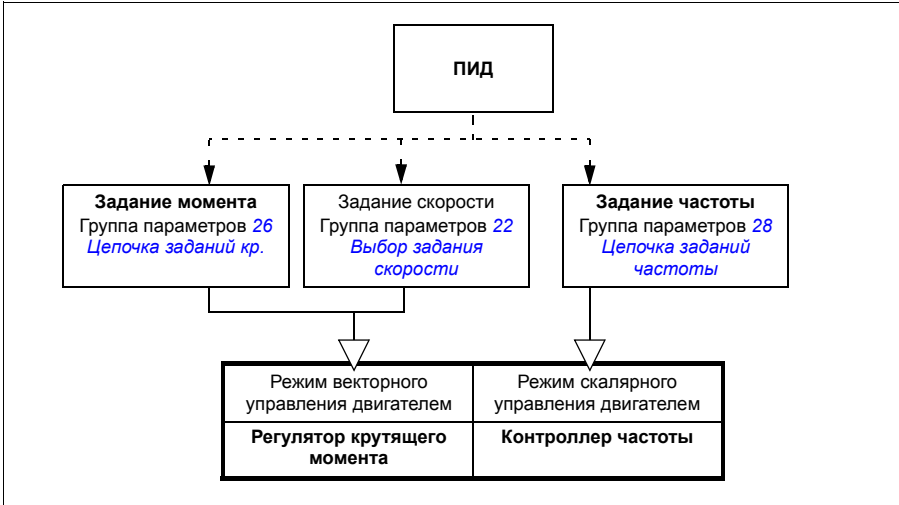 ПИД
Задание момента
Группа параметров 26
Цепочка заданий кр.
Задание скорости
Группа параметров 22
Выбор задания
скорости
Задание частоты
Группа параметров 28
Цепочка заданий
частоты
Режим векторного
управления двигателем
Режим скалярного
управления двигателем
Регулятор крутящего
момента
Контроллер частоты